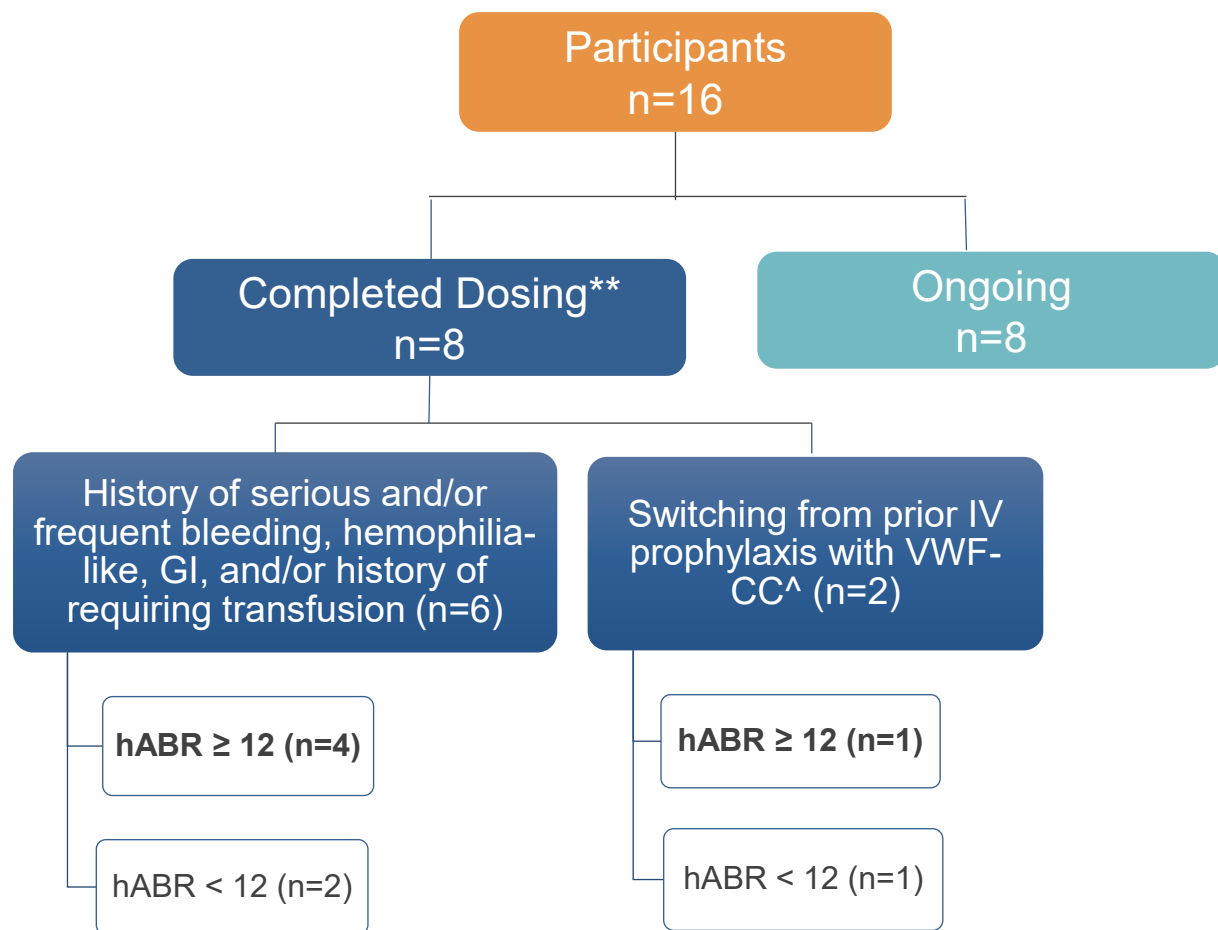 Participants
n=16
Completed Dosing**
n=8
Ongoing
n=8
History of serious and/or
frequent bleeding, hemophilia-
like, GI, and/or history of
requiring transfusion (n=6)
Switching from prior IV
prophylaxis with VWF-
CC^ (n=2)
hABR ≥ 12 (n=4)
hABR < 12 (n=2)
hABR ≥ 12 (n=1)
hABR < 12 (n=1)